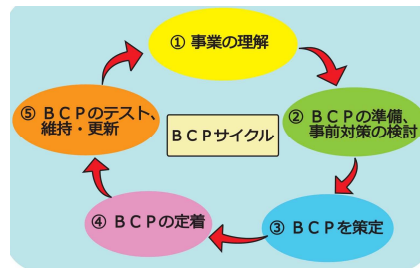 ① 事業の理解
② ＢＣＰの準備、
事前対策の検討
③ ＢＣＰを策定
④ ＢＣＰの定着
⑤ ＢＣＰのテスト、
維持・更新
ＢＣＰサイクル